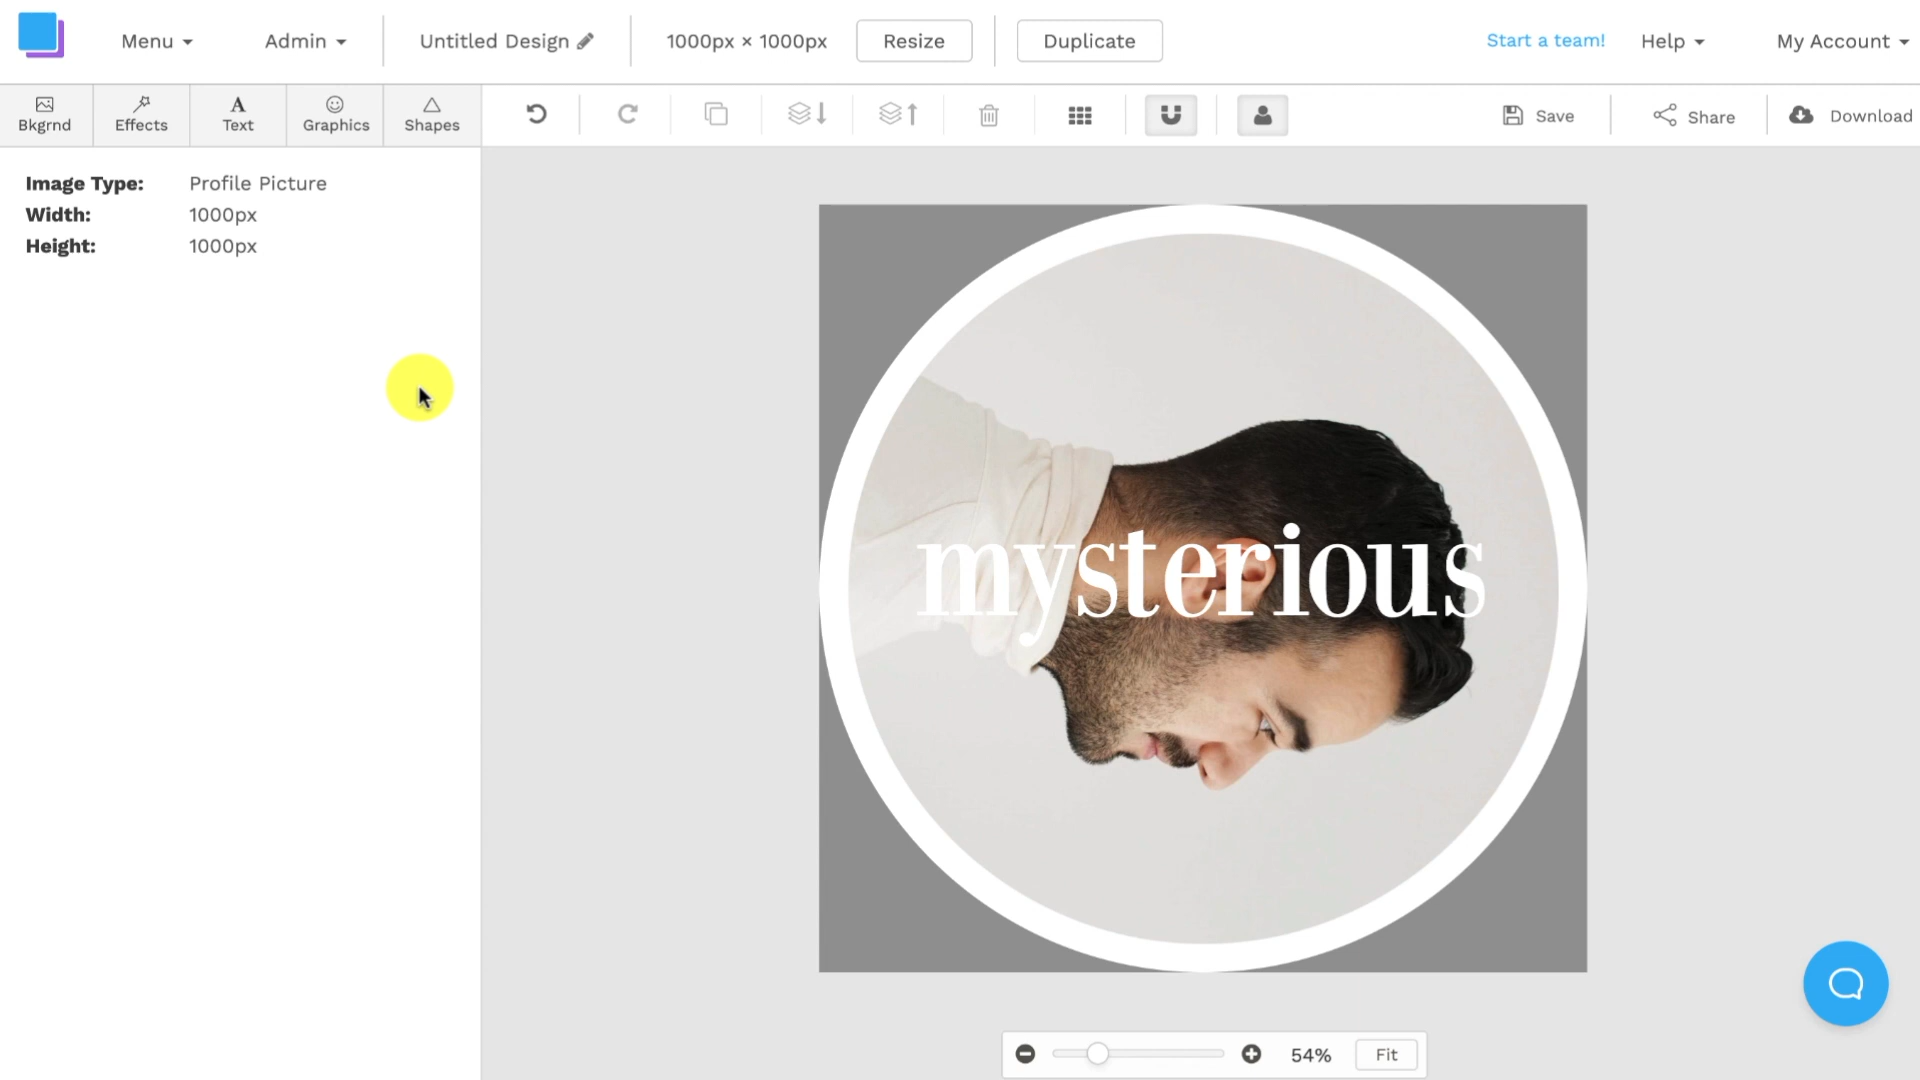 Menu
Admin
Untitled Design
1000px × 1000px
Resize
Duplicate
Start a team!
Help
My Account
Bkgrnd
Effects
Text
Graphics
Shapes
Save
Share
Download
Image Type: Profile Picture
Width: 1000px
Height: 1000px
mysterious
54%
Fit